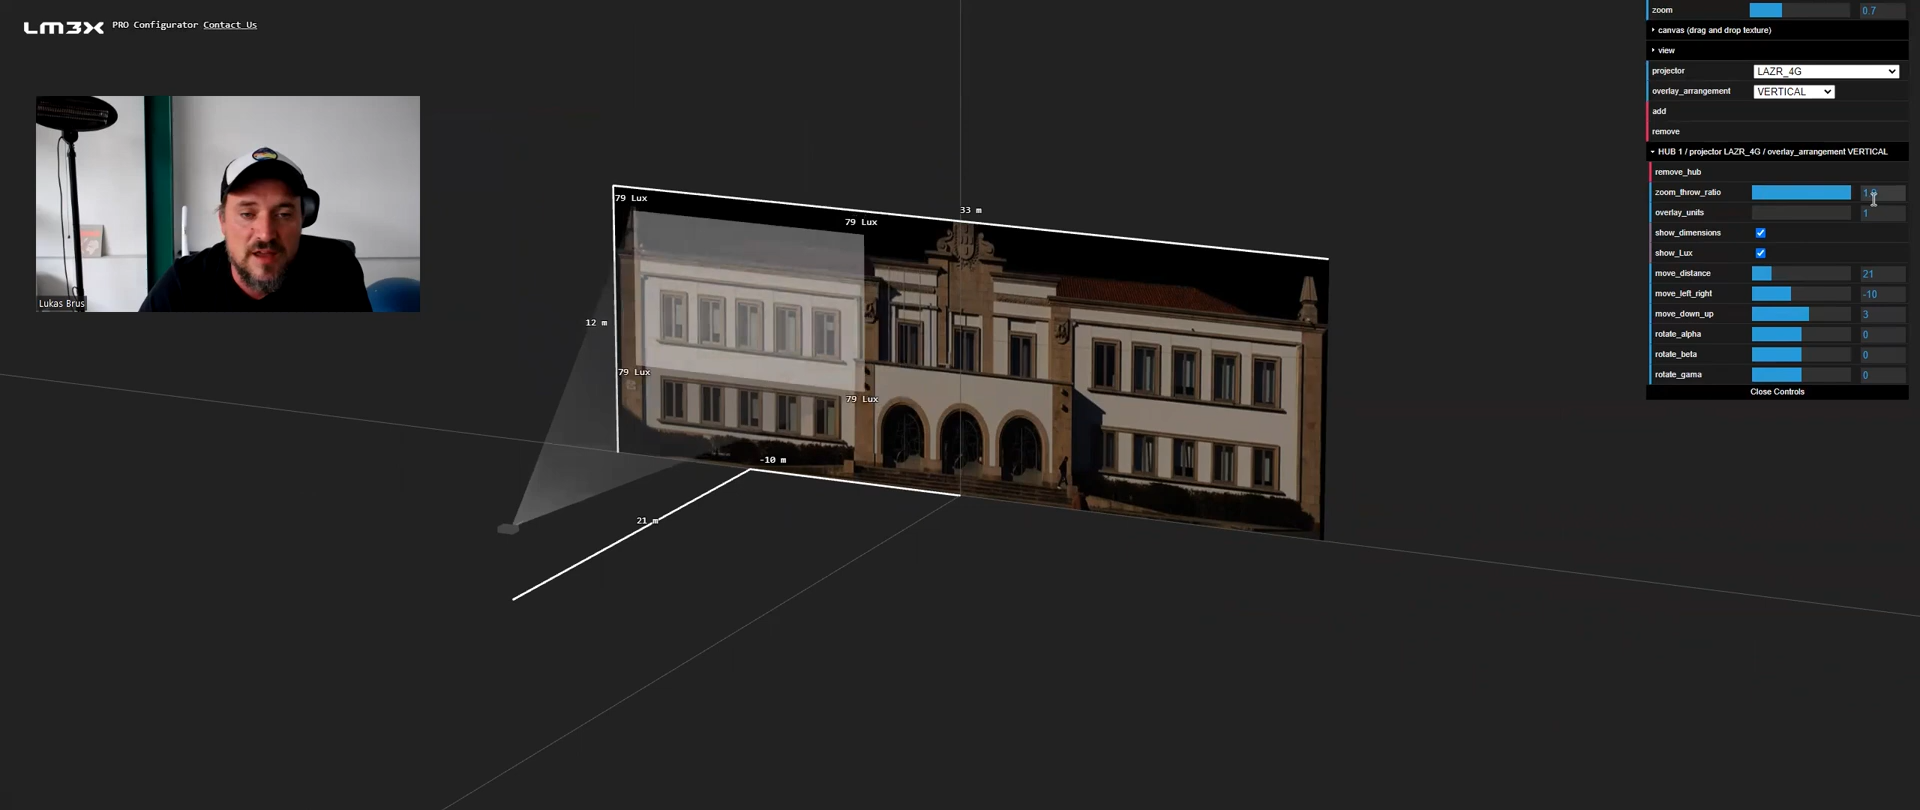 LM3X PRO Configurator Contact Us
zoom 0.7
canvas (drag and drop texture)
view
projector LAZR_4G
overlay_arrangement VERTICAL
add
remove
HUB 1 / projector LAZR_4G / overlay_arrangement VERTICAL
remove_hub
zoom_throw_ratio
overlay_units 1
show_dimensions
show_Lux
move_distance 21
move_left_right -10
move_down_up 3
rotate_alpha 0
rotate_beta 0
rotate_gama 0
Close Controls
Lukas Brus
79 Lux
33 m
79 Lux
12 m
79 Lux
79 Lux
-10 m
21 m